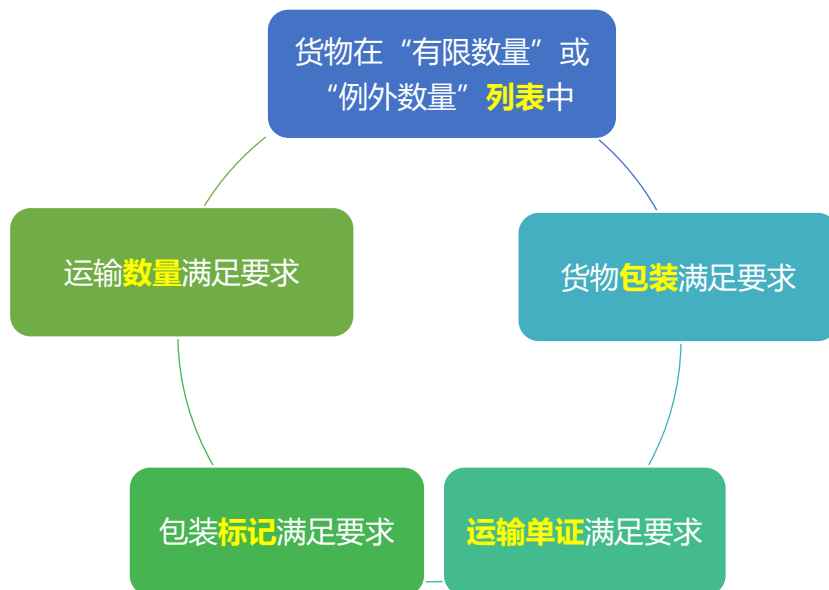 货物在“有限数量”或
“例外数量”列表中
运输数量满足要求
货物包装满足要求
包装标记满足要求
运输单证满足要求